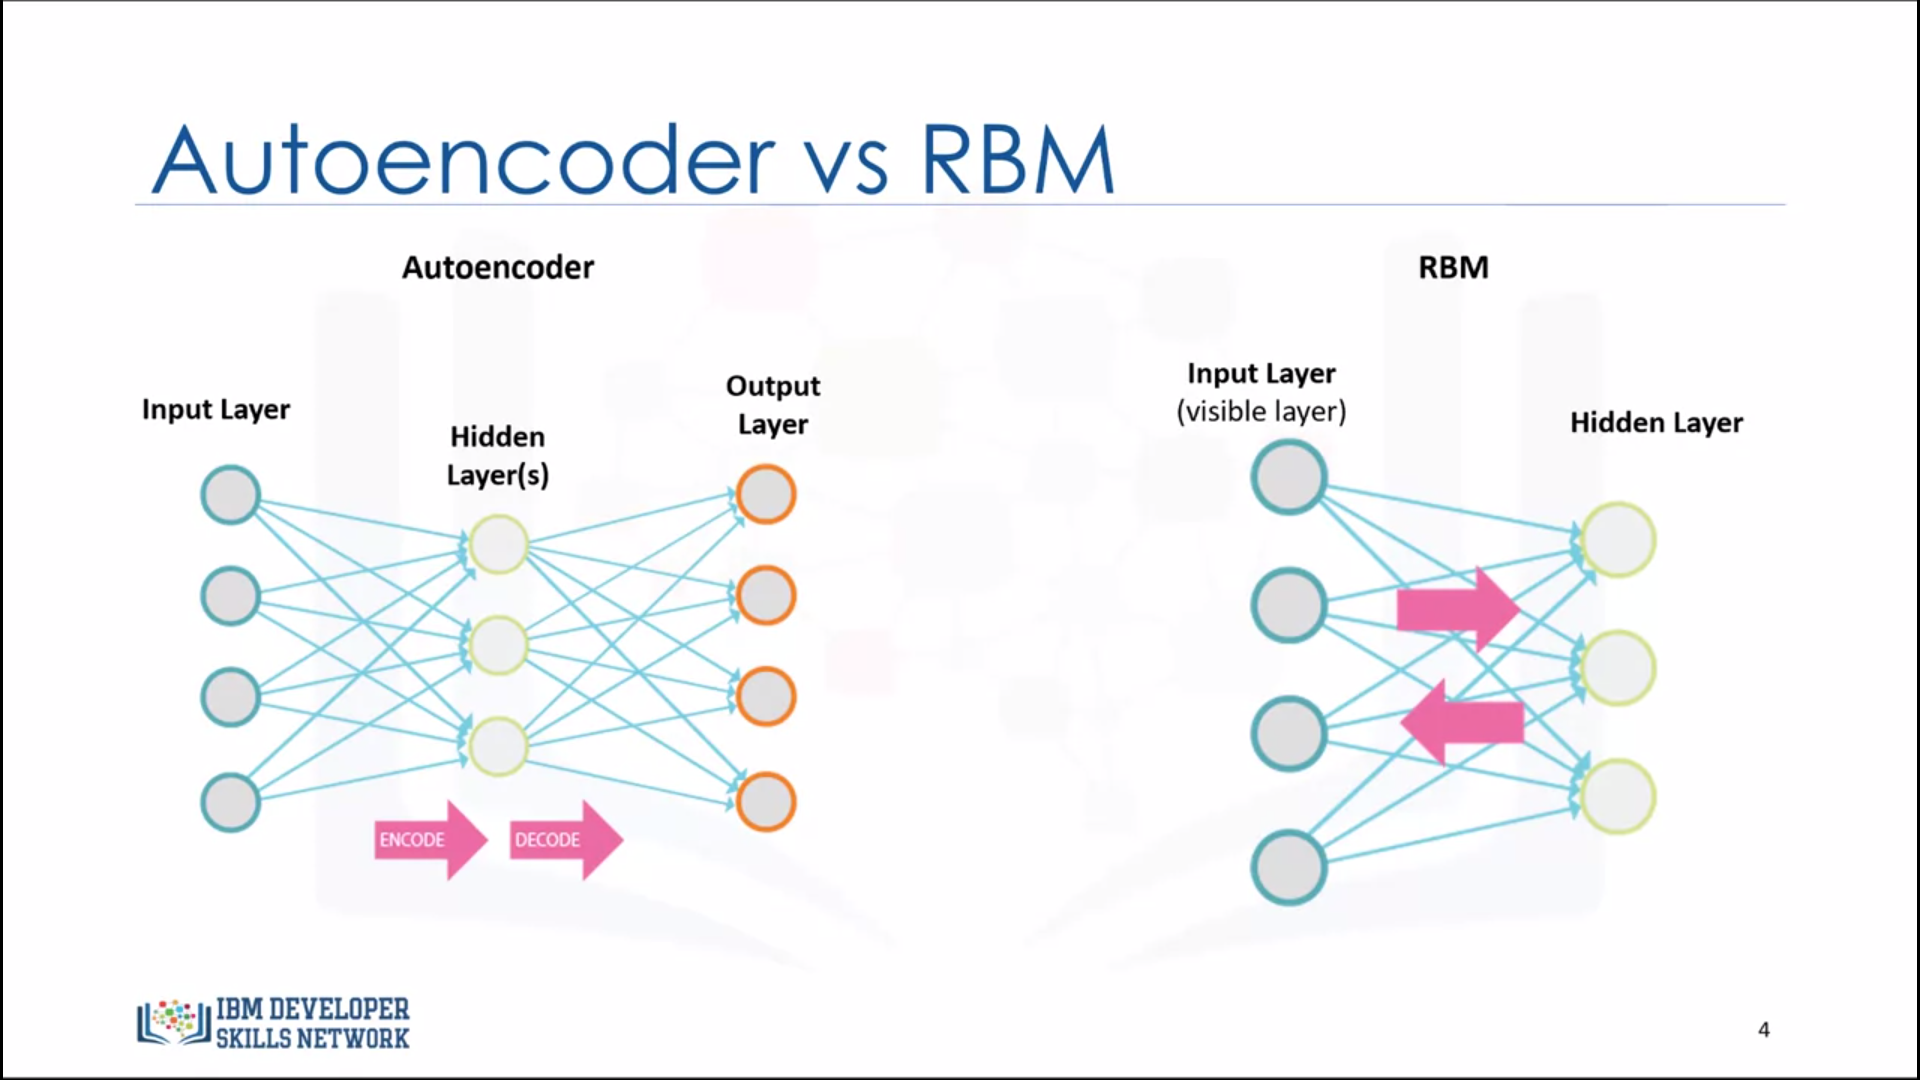 Autoencoder vs RBM
Autoencoder
Input Layer
Hidden
Layer(s)
Output
Layer
ENCODE
DECODE
RBM
Input Layer
(visible layer)
Hidden Layer
IBM DEVELOPER
SKILLS NETWORK
4